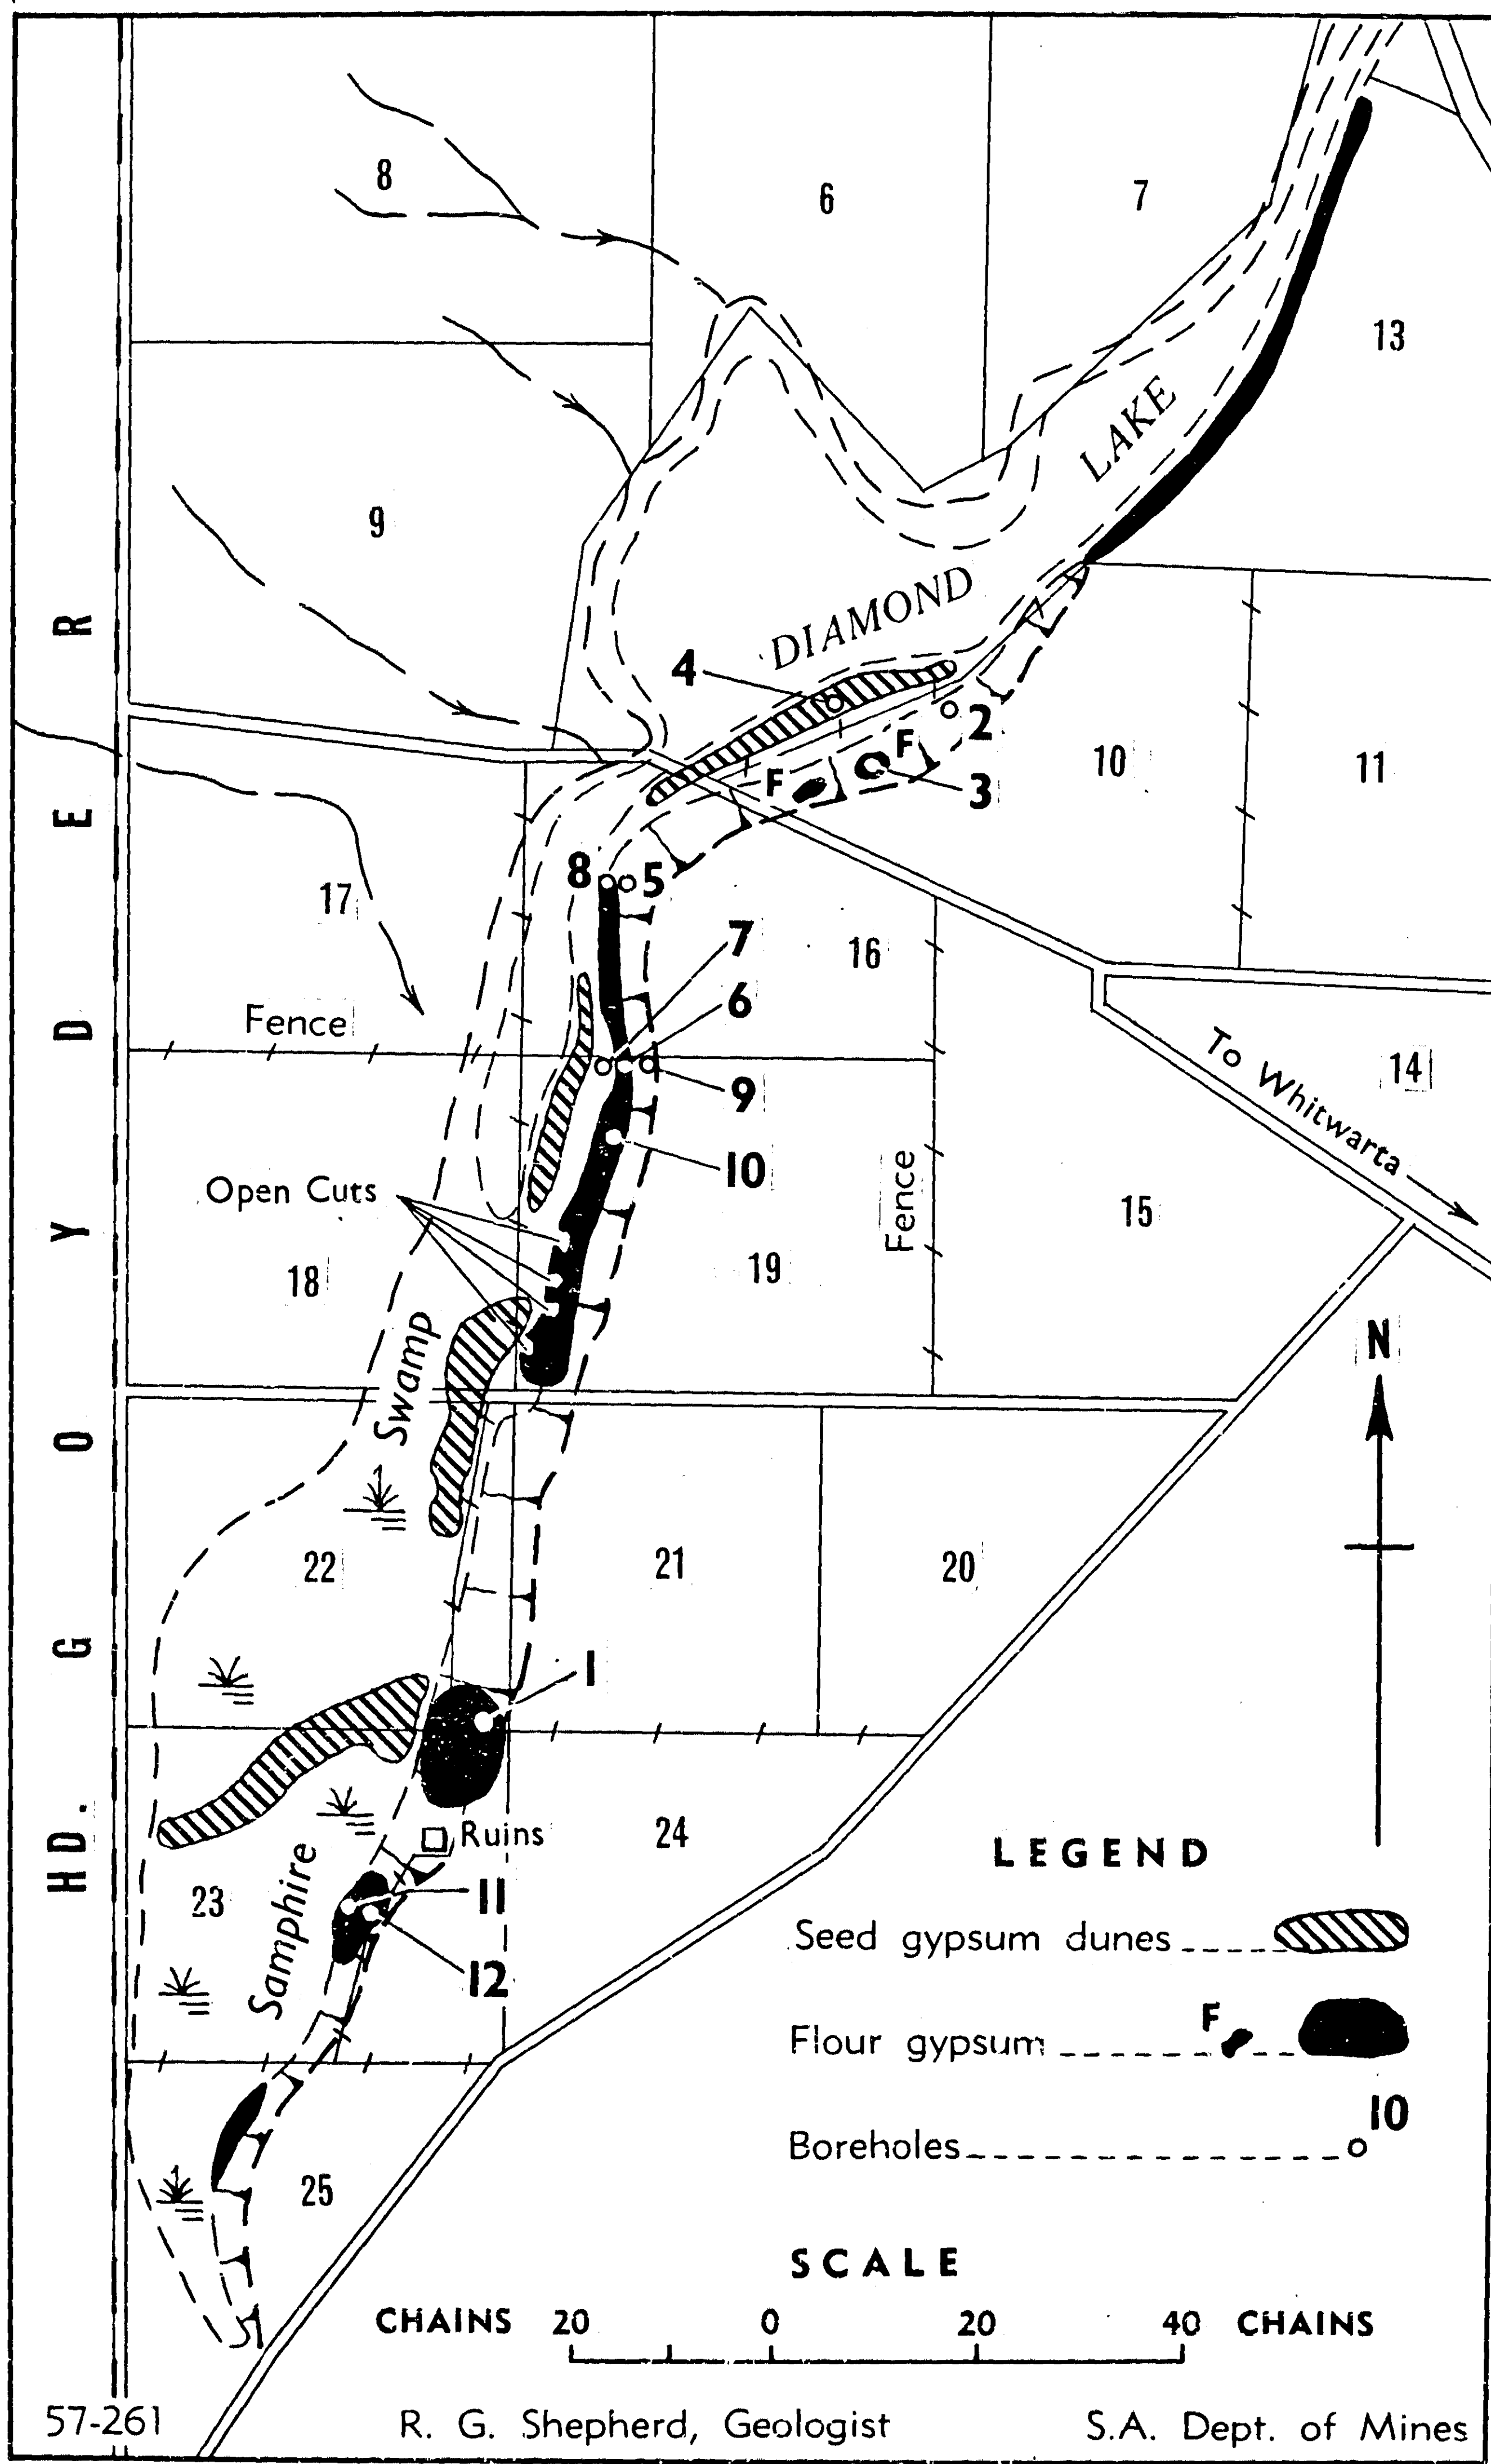 8
6
7
13
LAKE
9
DIAMOND
4
2
F
F
3
10
11
8
5
17
7
16
6
Fence
To Whitwarta
14
9
10
Open Cuts
Fence
15
18
19
N
Swamp
22
21
20
1
Ruins
24
23
11
Samphire
12
25
HD. GOYDER
LEGEND
Seed gypsum dunes
Flour gypsum
F
Boreholes
10
SCALE
CHAINS 20 0 20 40 CHAINS
57-261 R. G. Shepherd, Geologist S.A. Dept. of Mines